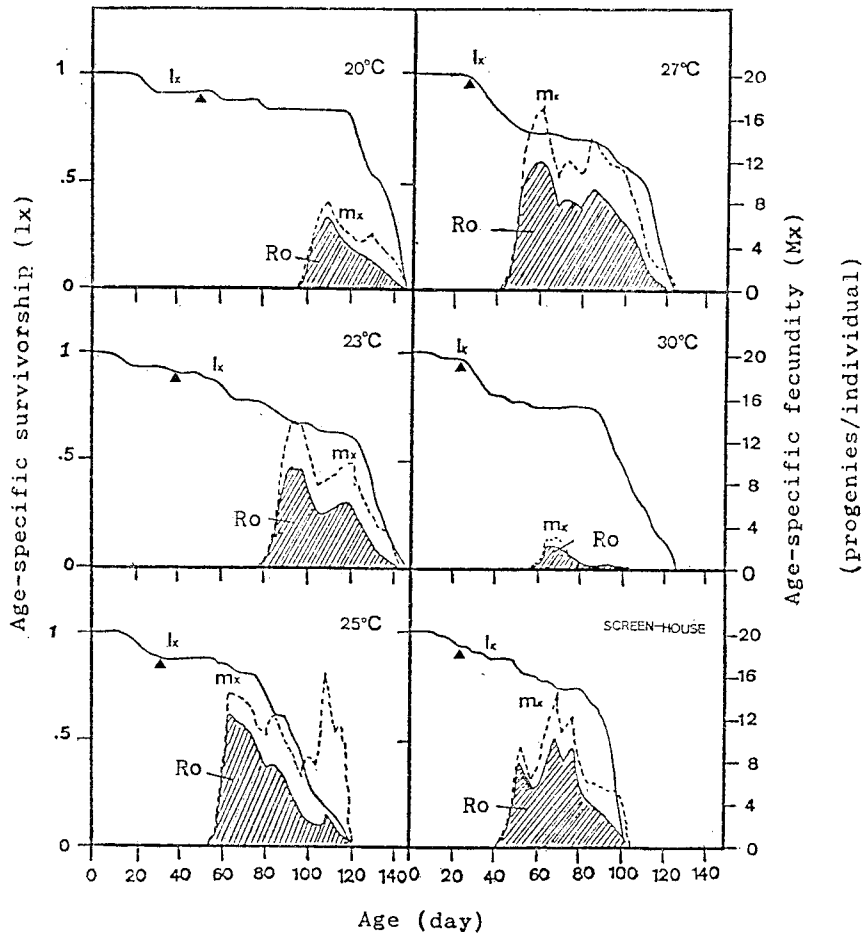 20°C
lx
mx
Ro
1
.5
0
27°C
lx
mx
Ro
20
16
12
8
4
0
23°C
lx
mx
Ro
1
.5
0
30°C
lx
mx
Ro
20
16
12
8
4
0
25°C
lx
mx
Ro
1
.5
0
0 20 40 60 80 100 120 140
SCREEN-HOUSE
lx
mx
Ro
20
16
12
8
4
0
0 40 60 80 100 120 140
Age (day)
Age-specific survivorship (lx)
Age-specific fecundity (Mx)
(progenies/individual)